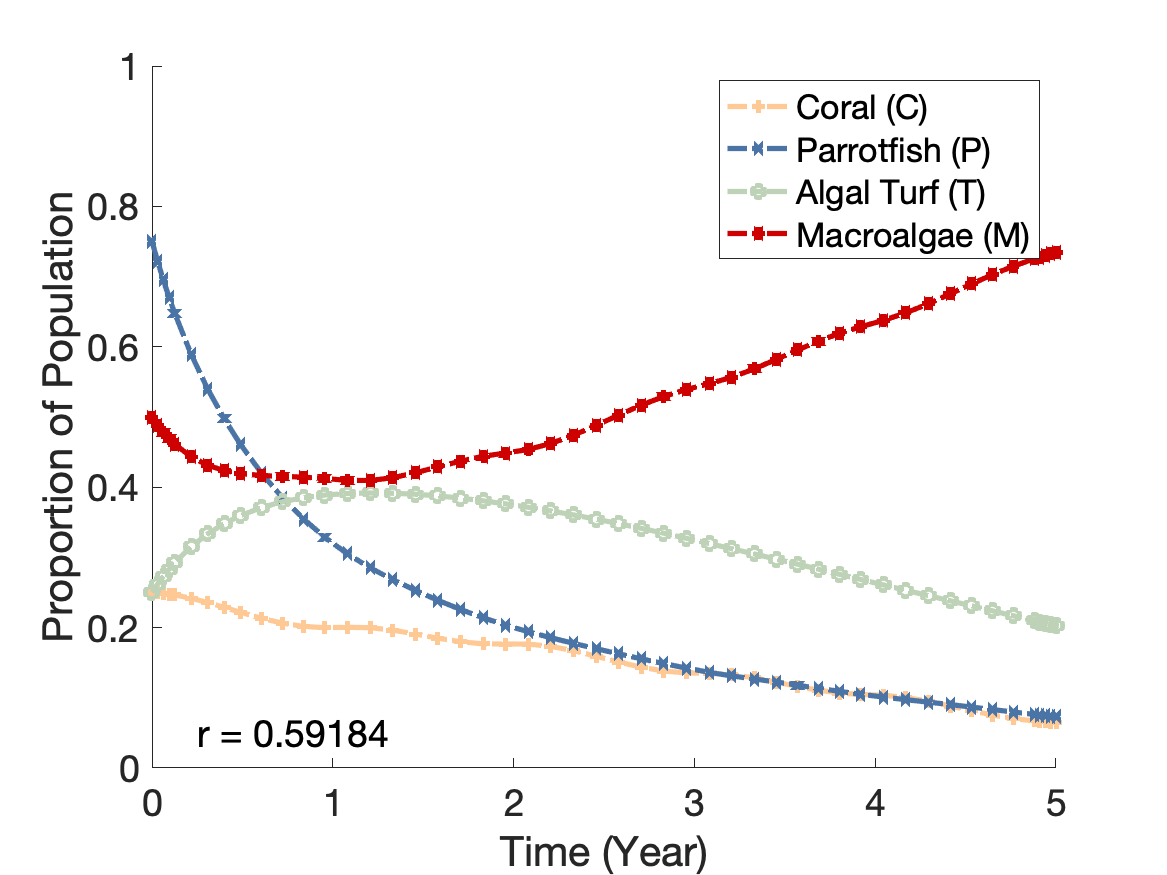 1
0.8
0.6
0.4
0.2
0
Proportion of Population
Coral (C)
Parrotfish (P)
Algal Turf (T)
Macroalgae (M)
r = 0.59184
0 1 2 3 4 5
Time (Year)